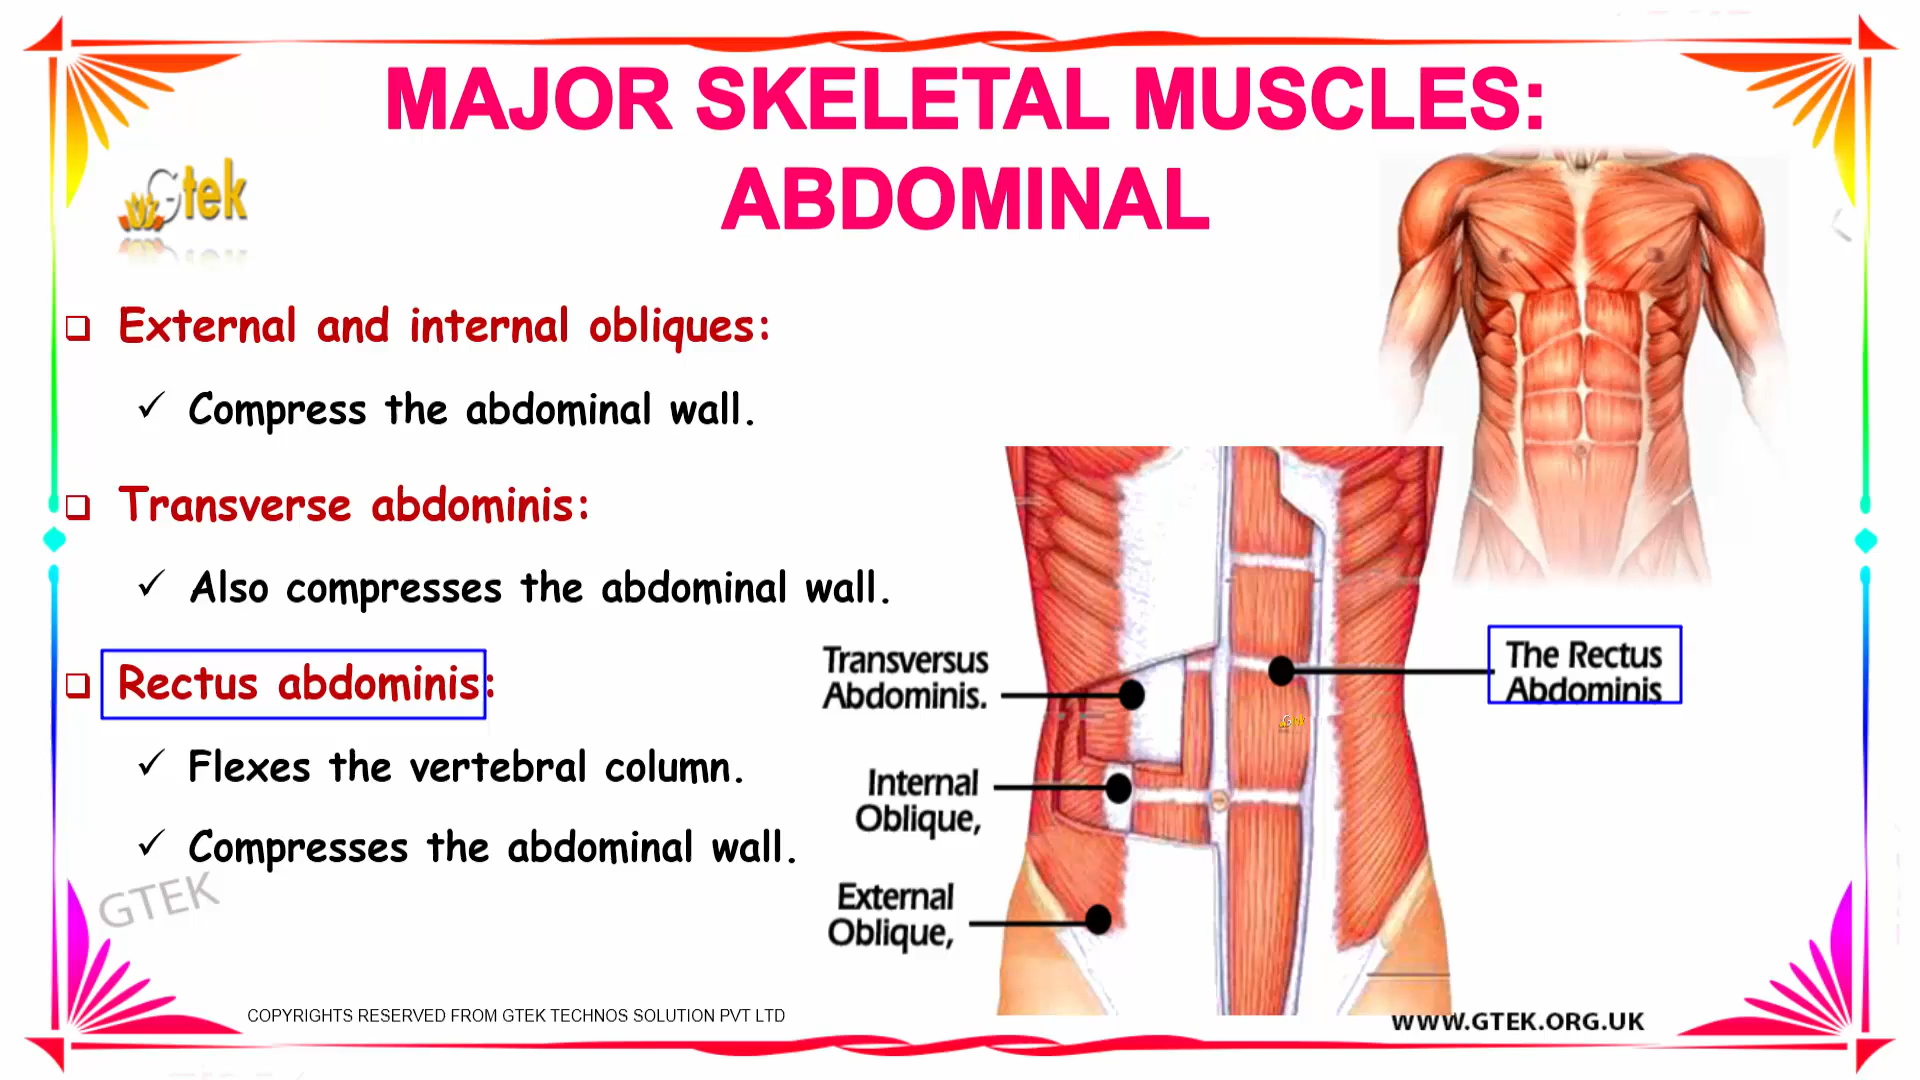 MAJOR SKELETAL MUSCLES:
ABDOMINAL
Gtek
External and internal obliques:
Compress the abdominal wall.
Transverse abdominis:
Also compresses the abdominal wall.
Rectus abdominis:
Flexes the vertebral column.
Compresses the abdominal wall.
Transversus
Abdominis.
Internal
Oblique,
External
Oblique,
The Rectus
Abdominis
Gtek
GTEK
COPYRIGHTS RESERVED FROM GTEK TECHNOS SOLUTION PVT LTD
WWW.GTEK.ORG.UK